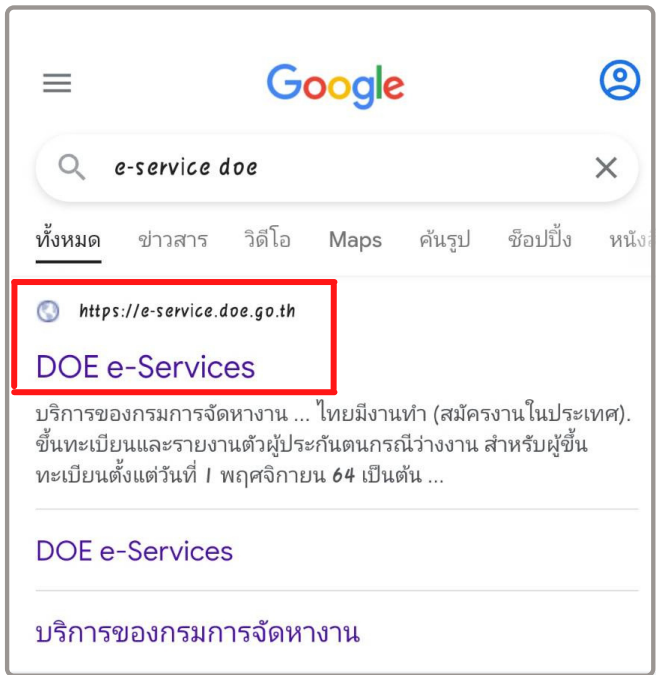 Google
e-service doe
ทั้งหมด ข่าวสาร วิดีโอ Maps ค้นรูป ช็อปปิ้ง
https://e-service.doe.go.th
DOE e-Services
บริการของกรมการจัดหางาน ... ไทยมีงานทำ (สมัครงานในประเทศ).
ขึ้นทะเบียนและรายงานตัวผู้ประกันตนกรณีว่างงาน สำหรับผู้ขึ้น
ทะเบียนตั้งแต่วันที่ 1 พฤศจิกายน 64 เป็นต้น ...
DOE e-Services
บริการของกรมการจัดหางาน